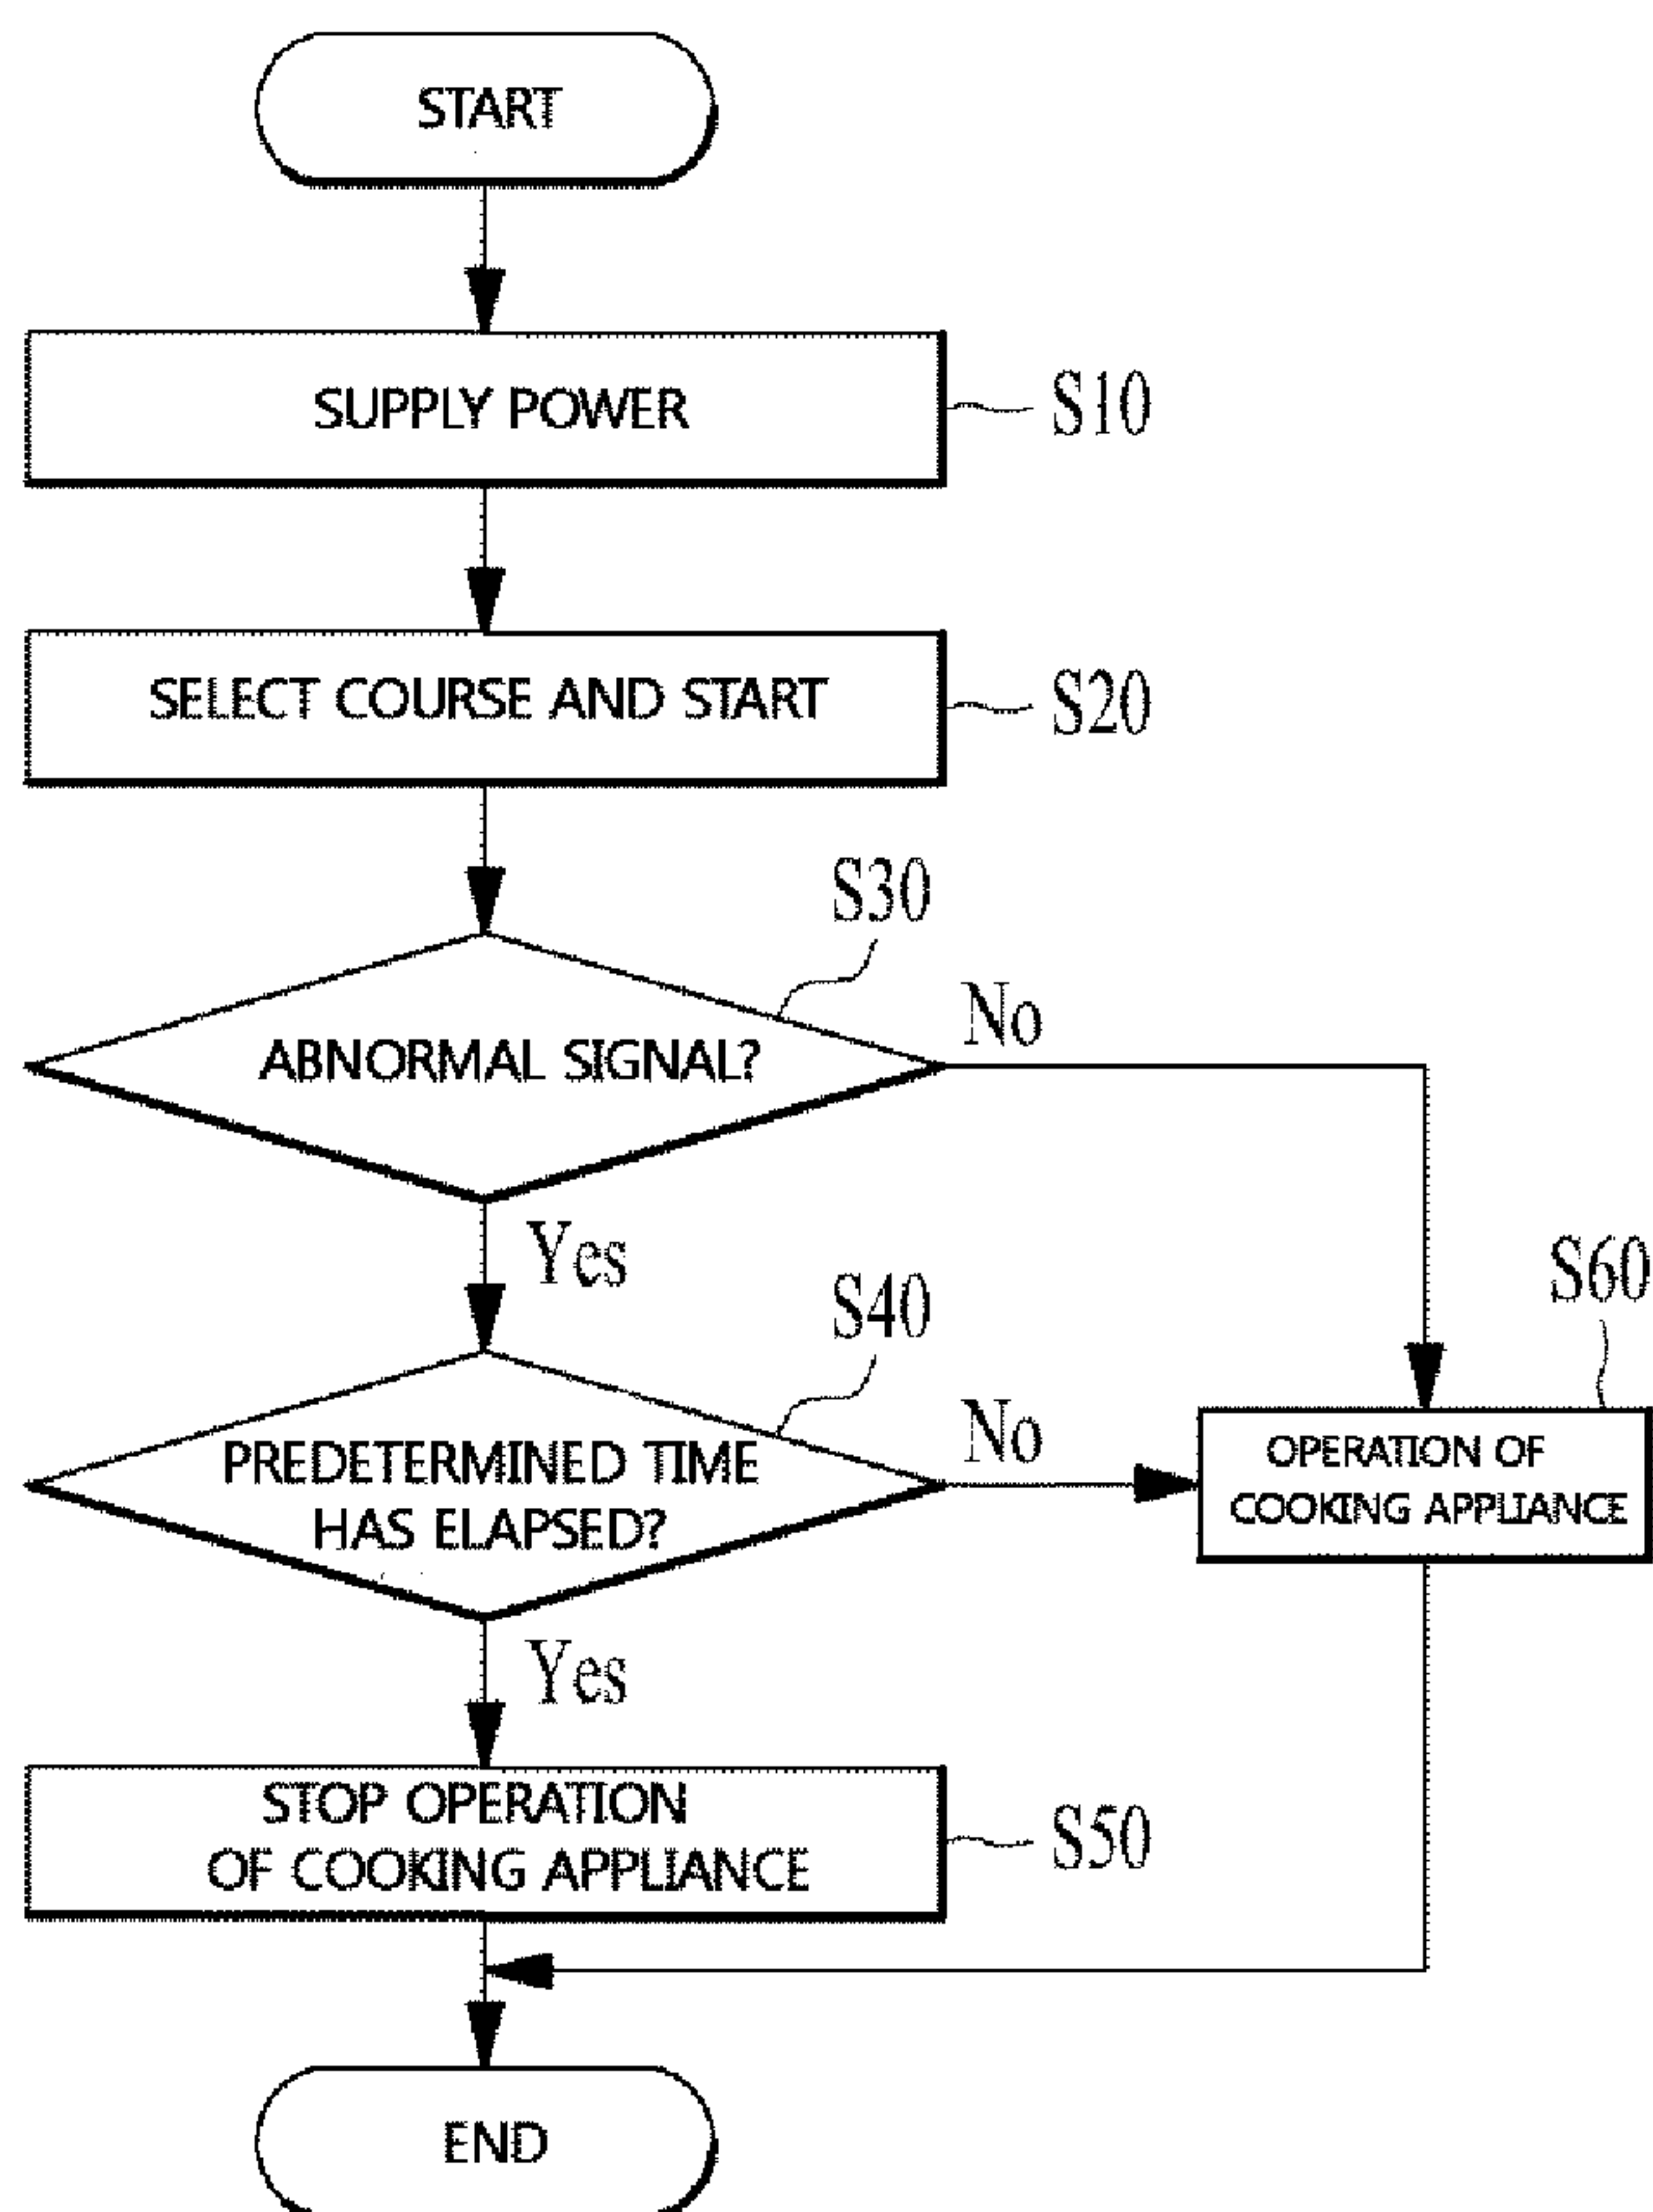 START
SUPPLY POWER
S10
SELECT COURSE AND START
S20
S30
ABNORMAL SIGNAL?
No
Yes
S40
PREDETERMINED TIME
HAS ELAPSED?
No
S60
OPERATION OF
COOKING APPLIANCE
Yes
STOP OPERATION
OF COOKING APPLIANCE
S50
END